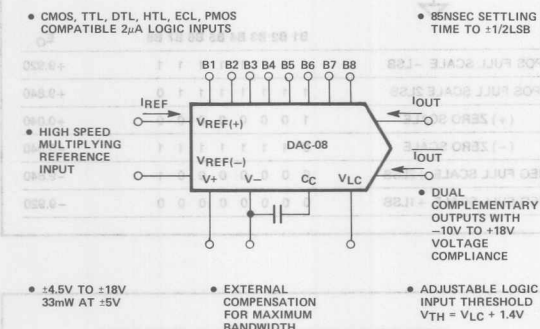 • CMOS, TTL, DTL, HTL, ECL, PMOS
COMPATIBLE 2μA LOGIC INPUTS
• 85NSEC SETTLING
TIME TO ±1/2LSB
B1 B2 B3 B4 B5 B6 B7 B8
IREF
IOUT
VREF(+)
DAC-08
• HIGH SPEED
MULTIPLYING
REFERENCE
INPUT
VREF(−)
IOUT
V+ V− CC VLC
• DUAL
COMPLEMENTARY
OUTPUTS WITH
−10V TO +18V
VOLTAGE
COMPLIANCE
• ±4.5V TO ±18V
33mW AT ±5V
• EXTERNAL
COMPENSATION
FOR MAXIMUM
BANDWIDTH
• ADJUSTABLE LOGIC
INPUT THRESHOLD
VTH = VLC + 1.4V